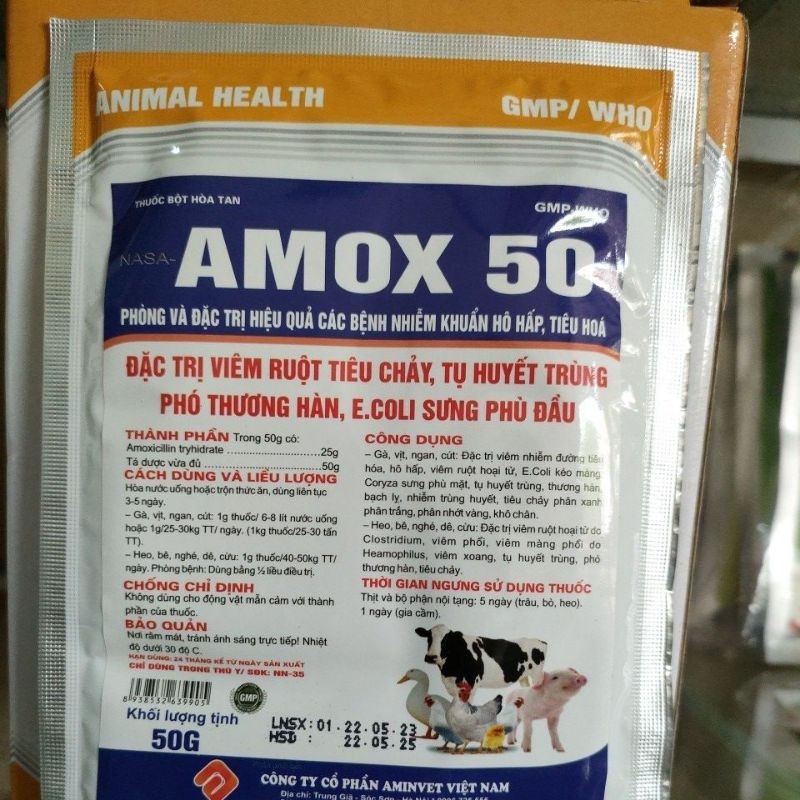 ANIMAL HEALTH
GMP/ WHO
THUỐC BỘT HÒA TAN
GMP-WHO
NASA-AMOX 50
PHÒNG VÀ ĐẶC TRỊ HIỆU QUẢ CÁC BỆNH NHIỄM KHUẨN HÔ HẤP, TIÊU HOÁ
ĐẶC TRỊ VIÊM RUỘT TIÊU CHẢY, TỤ HUYẾT TRÙNG
PHÓ THƯƠNG HÀN, E.COLI SƯNG PHÙ ĐẦU
THÀNH PHẦN Trong 50g có:
Amoxicillin tryhidrate ........................25g
Tá dược vừa đủ ..............................50g
CÁCH DÙNG VÀ LIỀU LƯỢNG
Hòa nước uống hoặc trộn thức ăn, dùng liên tục
3-5 ngày.
- Gà, vịt, ngan, cút: 1g thuốc/ 6-8 lít nước uống
hoặc 1g/25-30kg TT/ ngày. (1kg thuốc/25-30 tấn
TT).
- Heo, bê, nghé, dê, cừu: 1g thuốc/40-50kg TT/
ngày. Phòng bệnh: Dùng bằng ½ liều điều trị.
CHỐNG CHỈ ĐỊNH
Không dùng cho động vật mẫn cảm với thành
phần của thuốc.
BẢO QUẢN
Nơi râm mát, tránh ánh sáng trực tiếp! Nhiệt
độ dưới 30 độ C.
HẠN DÙNG: 24 THÁNG KỂ TỪ NGÀY SẢN XUẤT
CHỈ DÙNG TRONG THÚ Y/ SĐK: NN-35
8 938532 639905
GMP
Khối lượng tịnh
50G
CÔNG DỤNG
- Gà, vịt, ngan, cút: Đặc trị viêm nhiễm đường tiêu
hóa, hô hấp, viêm ruột hoại tử, E.Coli kéo màng,
Coryza sưng phù mặt, tụ huyết trùng, thương hàn,
bạch lỵ, nhiễm trùng huyết, tiêu chảy phân xanh,
phân trắng, phân nhớt vàng, khô chân.
- Heo, bê, nghé, dê, cừu: Đặc trị viêm ruột hoại tử do
Clostridium, viêm phổi, viêm màng phổi do
Heamophilus, viêm xoang, tụ huyết trùng, phó
thương hàn, tiêu chảy.
THỜI GIAN NGƯNG SỬ DỤNG THUỐC
Thịt và bộ phận nội tạng: 5 ngày (trâu, bò, heo).
1 ngày (gia cầm).
LNSX: 01.22.05.23
HSD : 22.05.25
CÔNG TY CỔ PHẦN AMINVET VIỆT NAM
Địa chỉ: Trung Giã - Sóc Sơn - Hà Nội